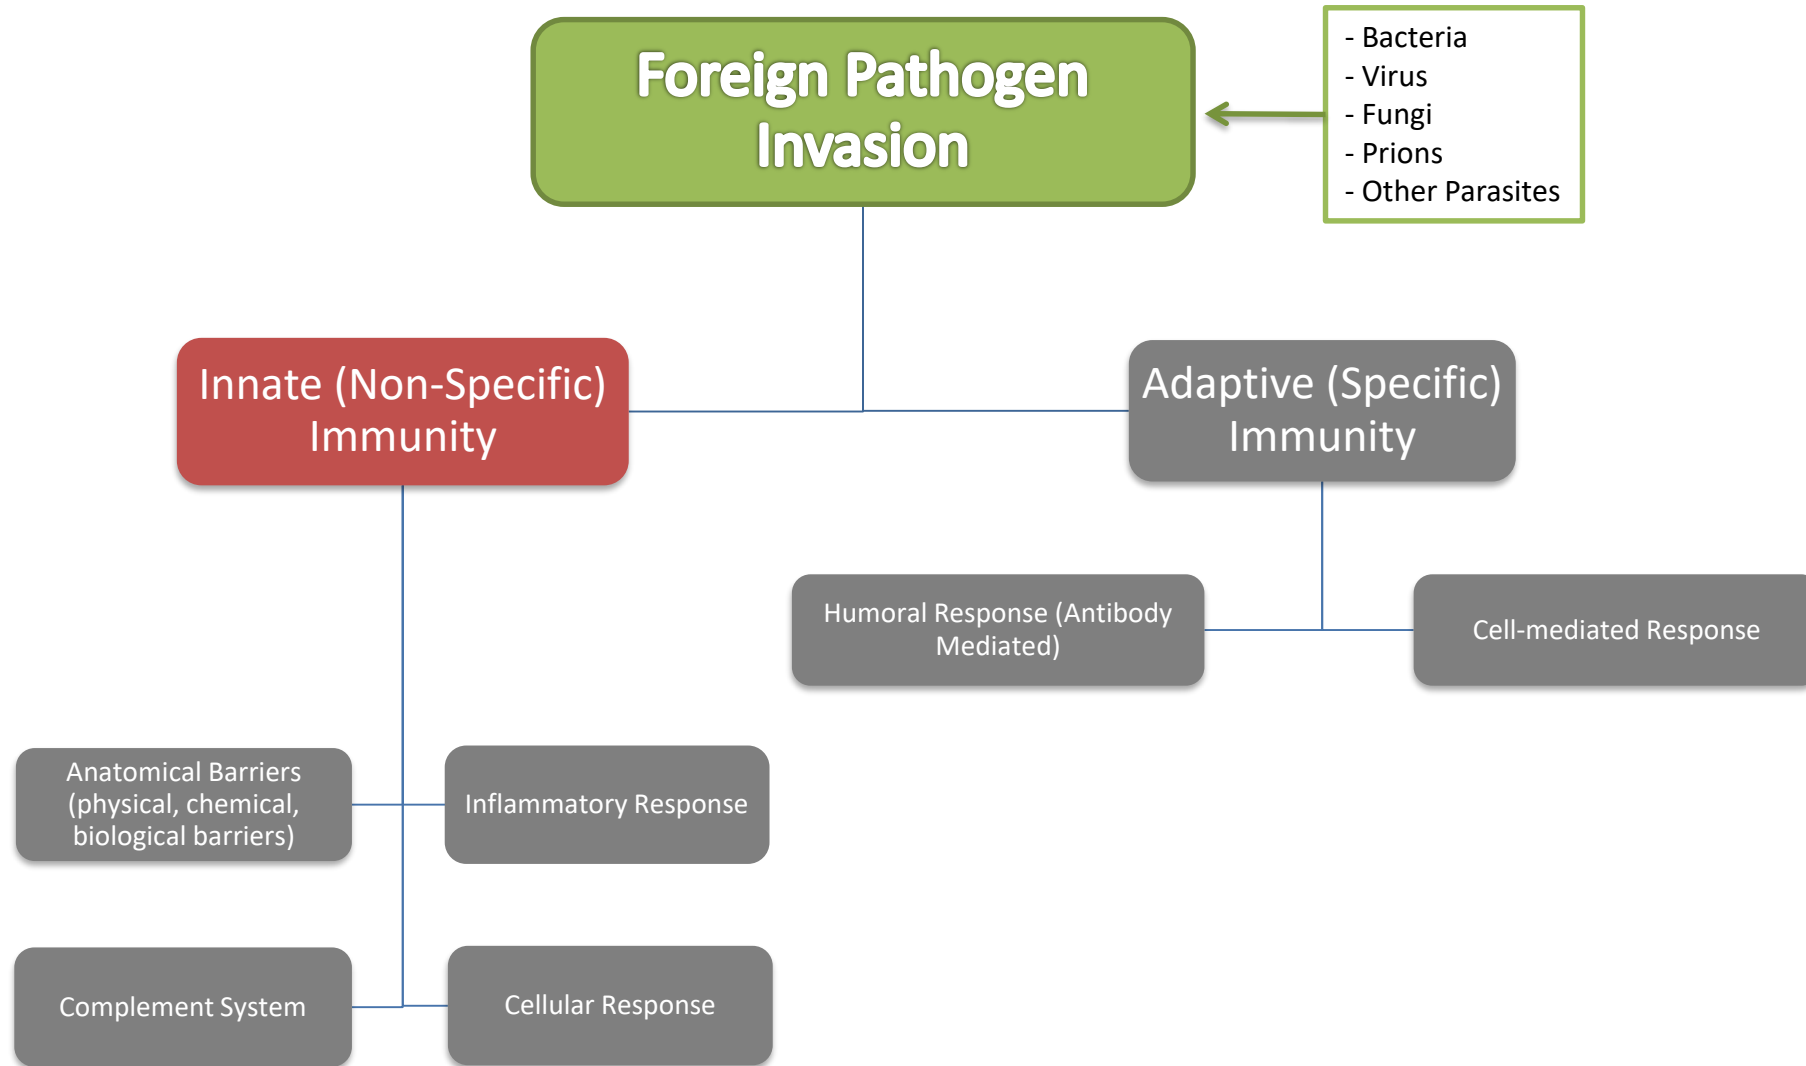 Foreign Pathogen
Invasion
- Bacteria
- Virus
- Fungi
- Prions
- Other Parasites
Innate (Non-Specific)
Immunity
Adaptive (Specific)
Immunity
Humoral Response (Antibody
Mediated)
Cell-mediated Response
Anatomical Barriers
(physical, chemical,
biological barriers)
Inflammatory Response
Complement System
Cellular Response